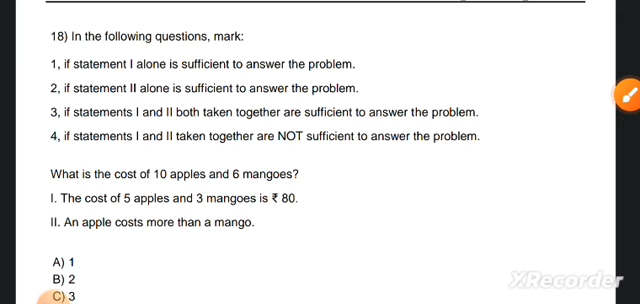 18) In the following questions, mark:
1, if statement I alone is sufficient to answer the problem.
2, if statement II alone is sufficient to answer the problem.
3, if statements I and II both taken together are sufficient to answer the problem.
4, if statements I and II taken together are NOT sufficient to answer the problem.
What is the cost of 10 apples and 6 mangoes?
I. The cost of 5 apples and 3 mangoes is ₹ 80.
II. An apple costs more than a mango.
A) 1
B) 2
C) 3
XRecorder